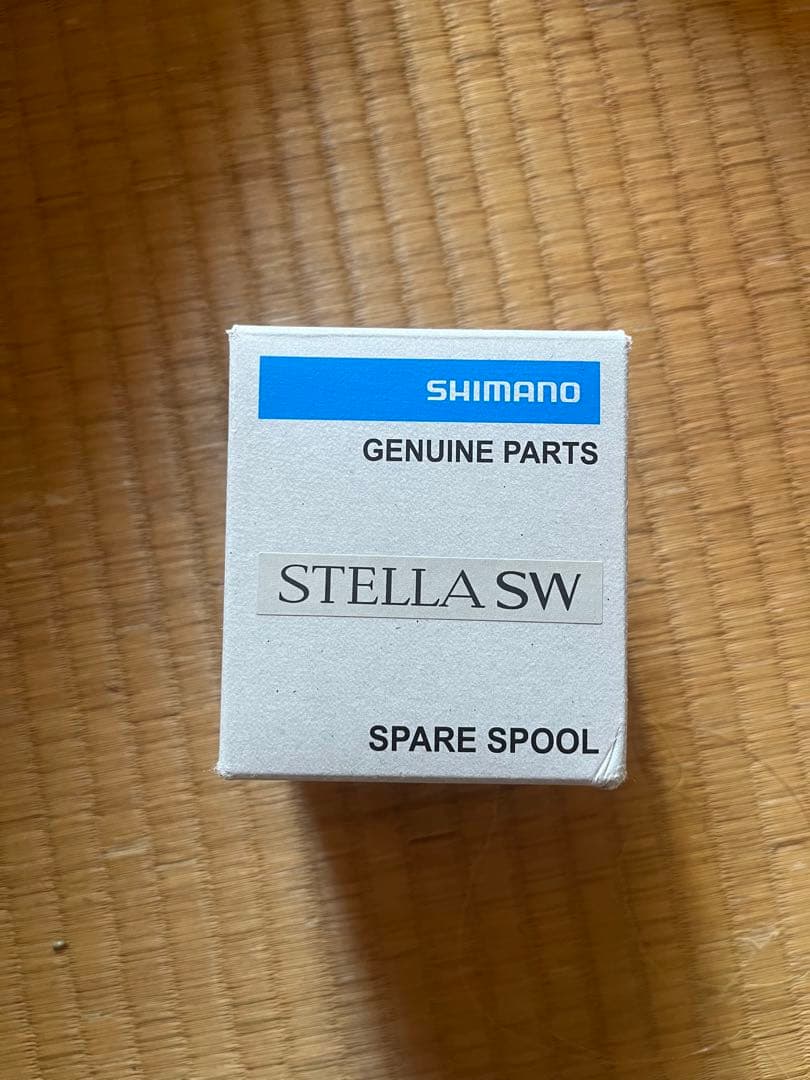 SHIMANO
GENUINE PARTS
STELLA SW
SPARE SPOOL